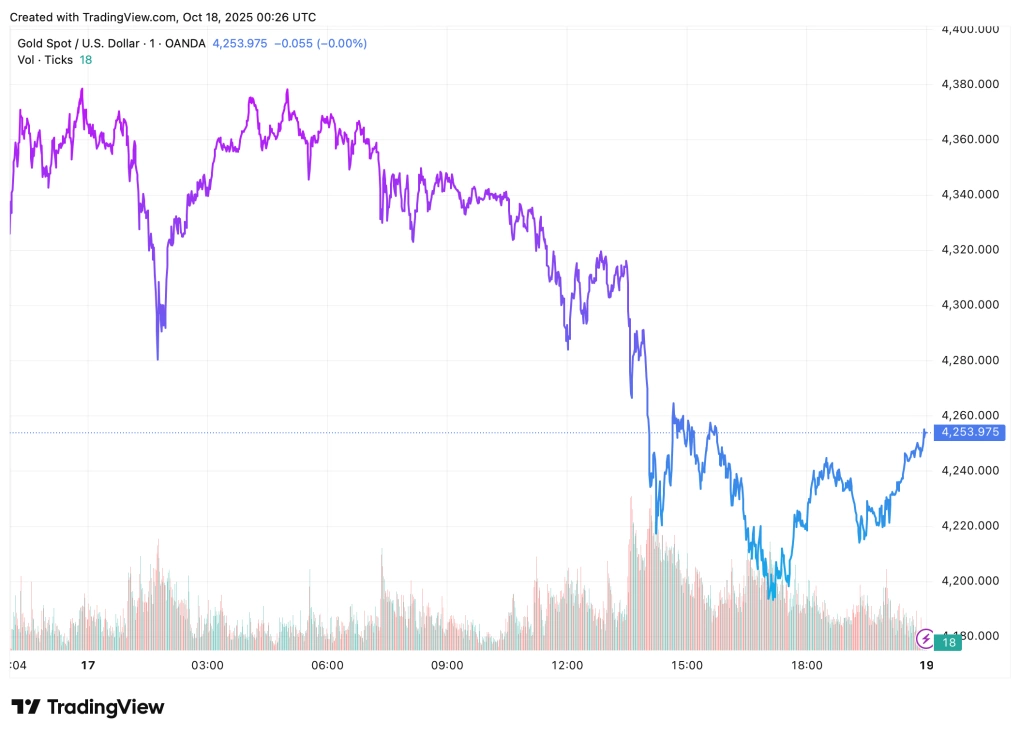 Created with TradingView.com, Oct 18, 2025 00:26 UTC
Gold Spot / U.S. Dollar · 1 · OANDA 4,253.975 −0.055 (−0.00%)
Vol · Ticks 18
4,400.000
4,380.000
4,360.000
4,340.000
4,320.000
4,300.000
4,280.000
4,260.000
4,253.975
4,240.000
4,220.000
4,200.000
4,180.000
18
:04 17 03:00 06:00 09:00 12:00 15:00 18:00 19
TradingView